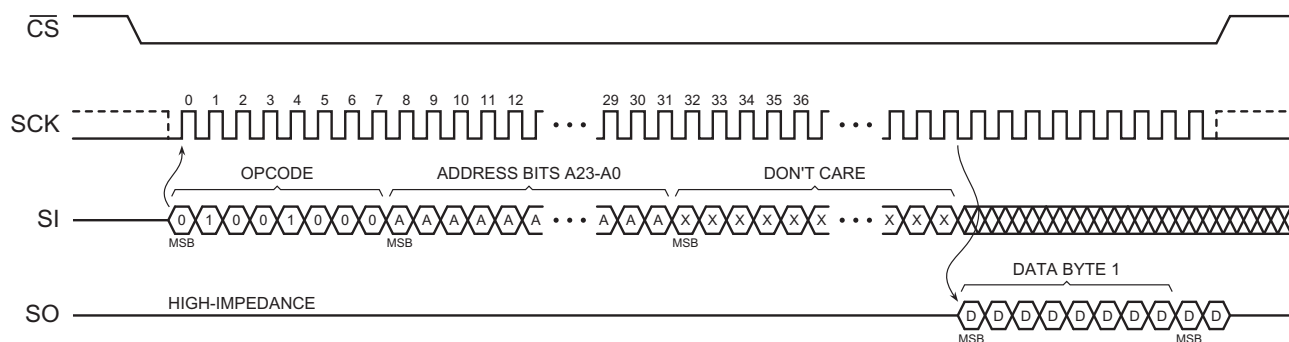 CS
SCK
0 1 2 3 4 5 6 7 8 9 10 11 12 29 30 31 32 33 34 35 36
OPCODE ADDRESS BITS A23-A0 DON'T CARE
SI
0 1 0 0 1 0 0 0 A A A A A A A A A X X X X X X X X X
MSB MSB MSB
DATA BYTE 1
HIGH-IMPEDANCE
SO
D D D D D D D D D D
MSB MSB